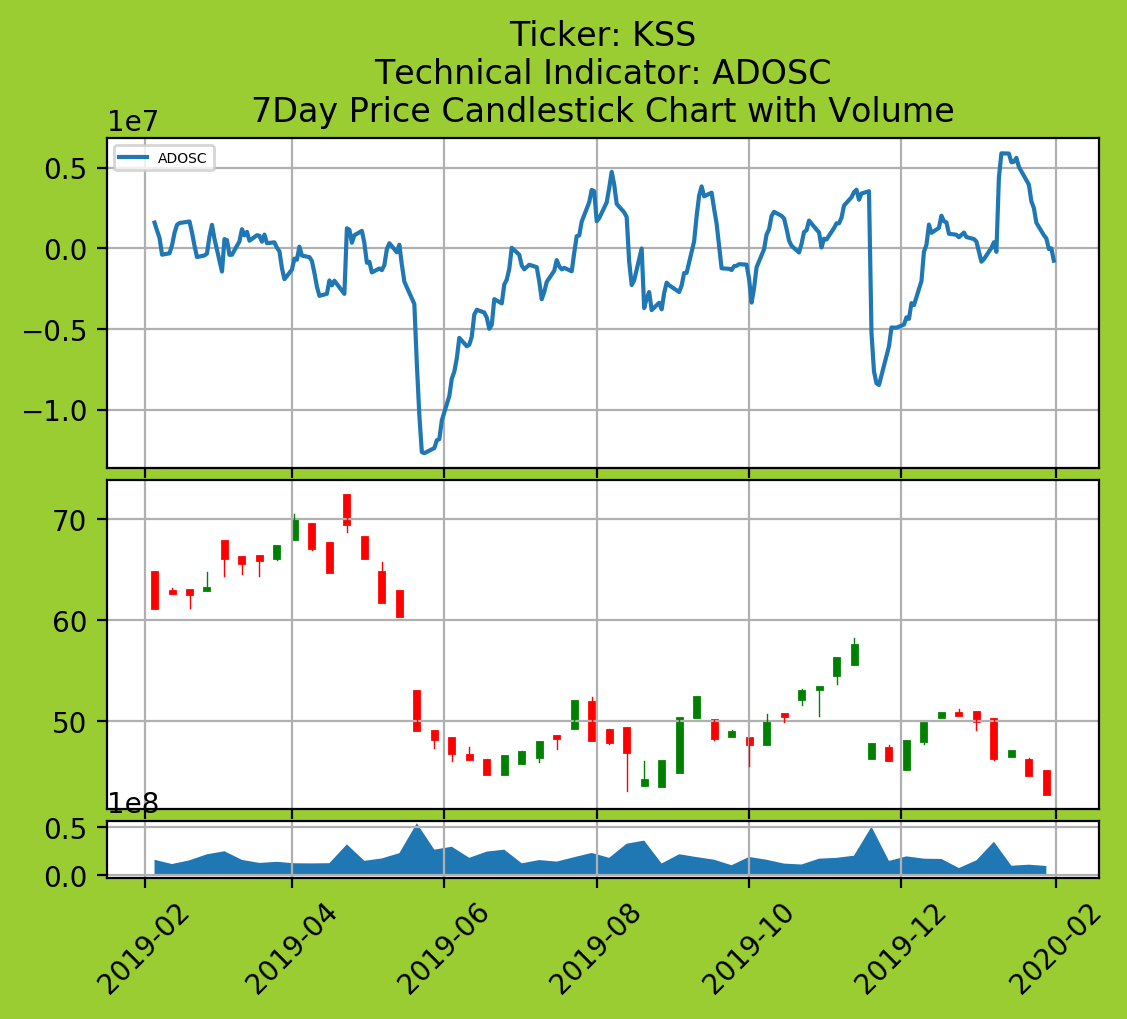 Ticker: KSS
Technical Indicator: ADOSC
7Day Price Candlestick Chart with Volume
1e7
ADOSC
0.5
0.0
−0.5
−1.0
70
60
50
1e8
0.5
0.0
2019-02
2019-04
2019-06
2019-08
2019-10
2019-12
2020-02